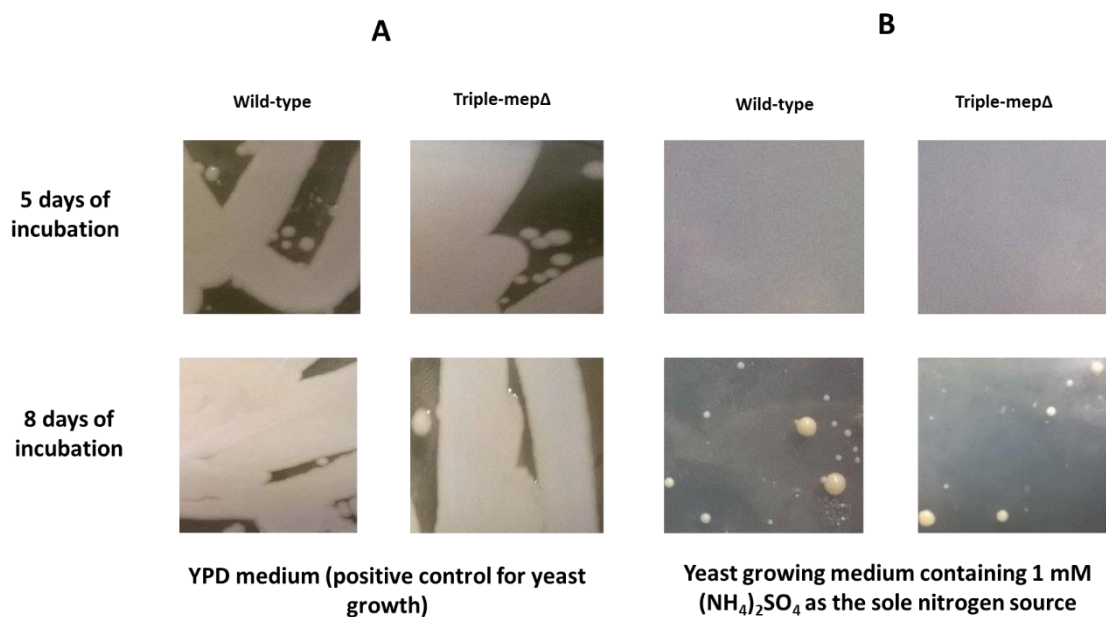 A
B
Wild-type
Triple-mepΔ
Wild-type
Triple-mepΔ
5 days of
incubation
8 days of
incubation
YPD medium (positive control for yeast
growth)
Yeast growing medium containing 1 mM
(NH₄)₂SO₄ as the sole nitrogen source